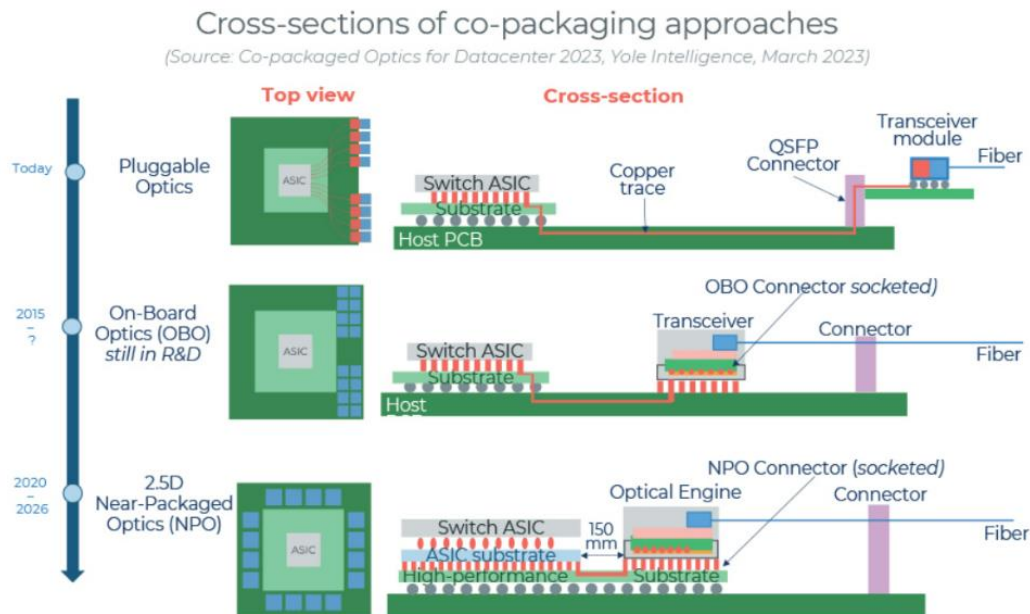 Cross-sections of co-packaging approaches
(Source: Co-packaged Optics for Datacenter 2023, Yole Intelligence, March 2023)
Top view
Cross-section
Today
Pluggable
Optics
ASIC
Switch ASIC
Substrate
Host PCB
Copper
trace
QSFP
Connector
Transceiver
module
Fiber
2015
–
?
On-Board
Optics (OBO)
still in R&D
ASIC
Switch ASIC
Substrate
Host
Transceiver
OBO Connector socketed)
Connector
Fiber
2020
–
2026
2.5D
Near-Packaged
Optics (NPO)
ASIC
Switch ASIC
ASIC substrate
High-performance
Substrate
150
mm
Optical Engine
NPO Connector (socketed)
Connector
Fiber